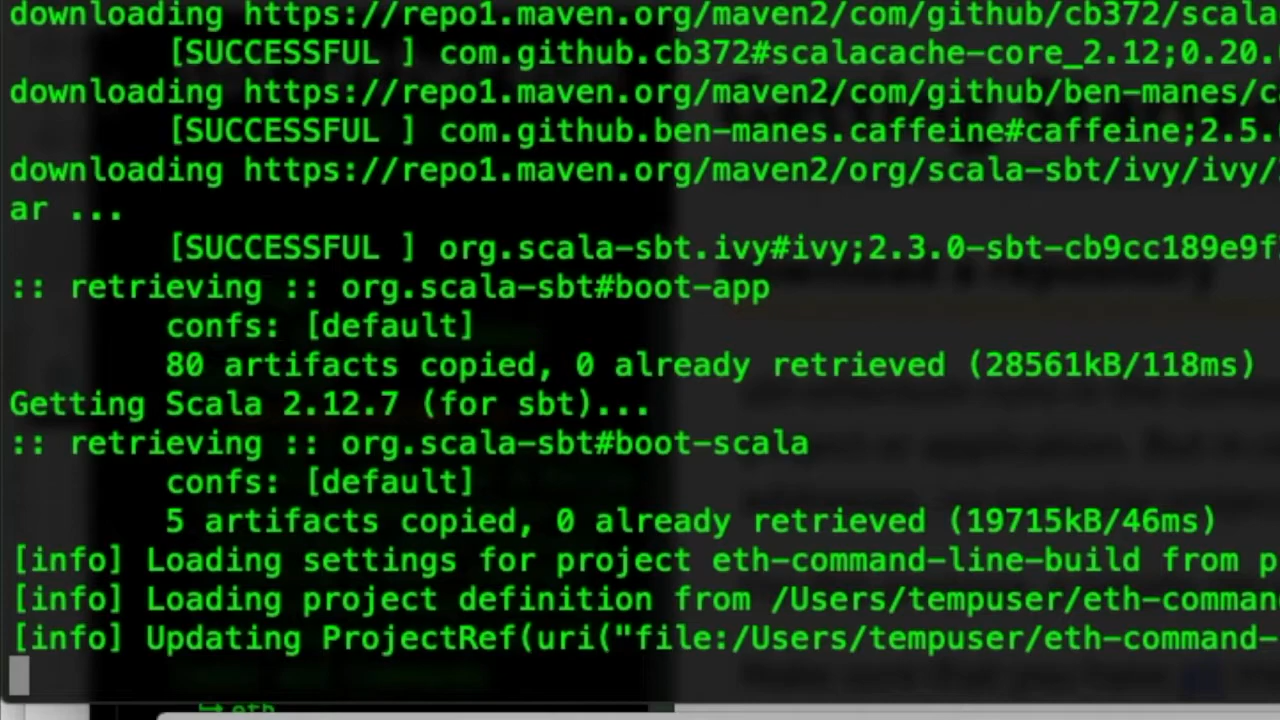 downloading https://repo1.maven.org/maven2/com/github/cb372/scala
[SUCCESSFUL ] com.github.cb372#scalacache-core_2.12;0.20.
downloading https://repo1.maven.org/maven2/com/github/ben-manes/c
[SUCCESSFUL ] com.github.ben-manes.caffeine#caffeine;2.5.
downloading https://repo1.maven.org/maven2/org/scala-sbt/ivy/ivy/
ar ...
[SUCCESSFUL ] org.scala-sbt.ivy#ivy;2.3.0-sbt-cb9cc189e9f
:: retrieving :: org.scala-sbt#boot-app
confs: [default]
80 artifacts copied, 0 already retrieved (28561kB/118ms)
Getting Scala 2.12.7 (for sbt)...
:: retrieving :: org.scala-sbt#boot-scala
confs: [default]
5 artifacts copied, 0 already retrieved (19715kB/46ms)
[info] Loading settings for project eth-command-line-build from p
[info] Loading project definition from /Users/tempuser/eth-comman
[info] Updating ProjectRef(uri("file:/Users/tempuser/eth-command-
↪ eth